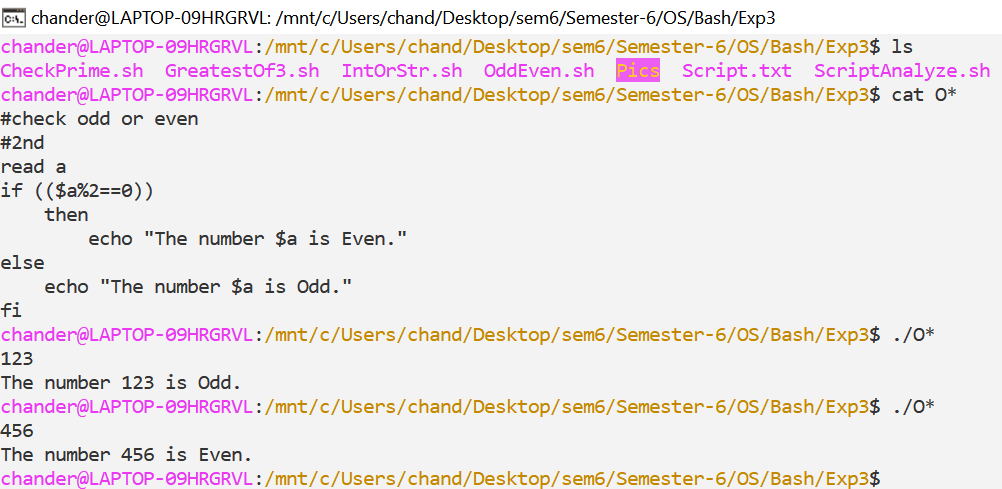 chander@LAPTOP-09HRGRVL: /mnt/c/Users/chand/Desktop/sem6/Semester-6/OS/Bash/Exp3
chander@LAPTOP-09HRGRVL:/mnt/c/Users/chand/Desktop/sem6/Semester-6/OS/Bash/Exp3$ ls
CheckPrime.sh  GreatestOf3.sh  IntOrStr.sh  OddEven.sh  Pics  Script.txt  ScriptAnalyze.sh
chander@LAPTOP-09HRGRVL:/mnt/c/Users/chand/Desktop/sem6/Semester-6/OS/Bash/Exp3$ cat O*
#check odd or even
#2nd
read a
if (($a%2==0))
    then
        echo "The number $a is Even."
else
    echo "The number $a is Odd."
fi
chander@LAPTOP-09HRGRVL:/mnt/c/Users/chand/Desktop/sem6/Semester-6/OS/Bash/Exp3$ ./O*
123
The number 123 is Odd.
chander@LAPTOP-09HRGRVL:/mnt/c/Users/chand/Desktop/sem6/Semester-6/OS/Bash/Exp3$ ./O*
456
The number 456 is Even.
chander@LAPTOP-09HRGRVL:/mnt/c/Users/chand/Desktop/sem6/Semester-6/OS/Bash/Exp3$